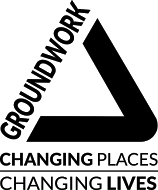 GROUNDWORK
CHANGING PLACES
CHANGING LIVES